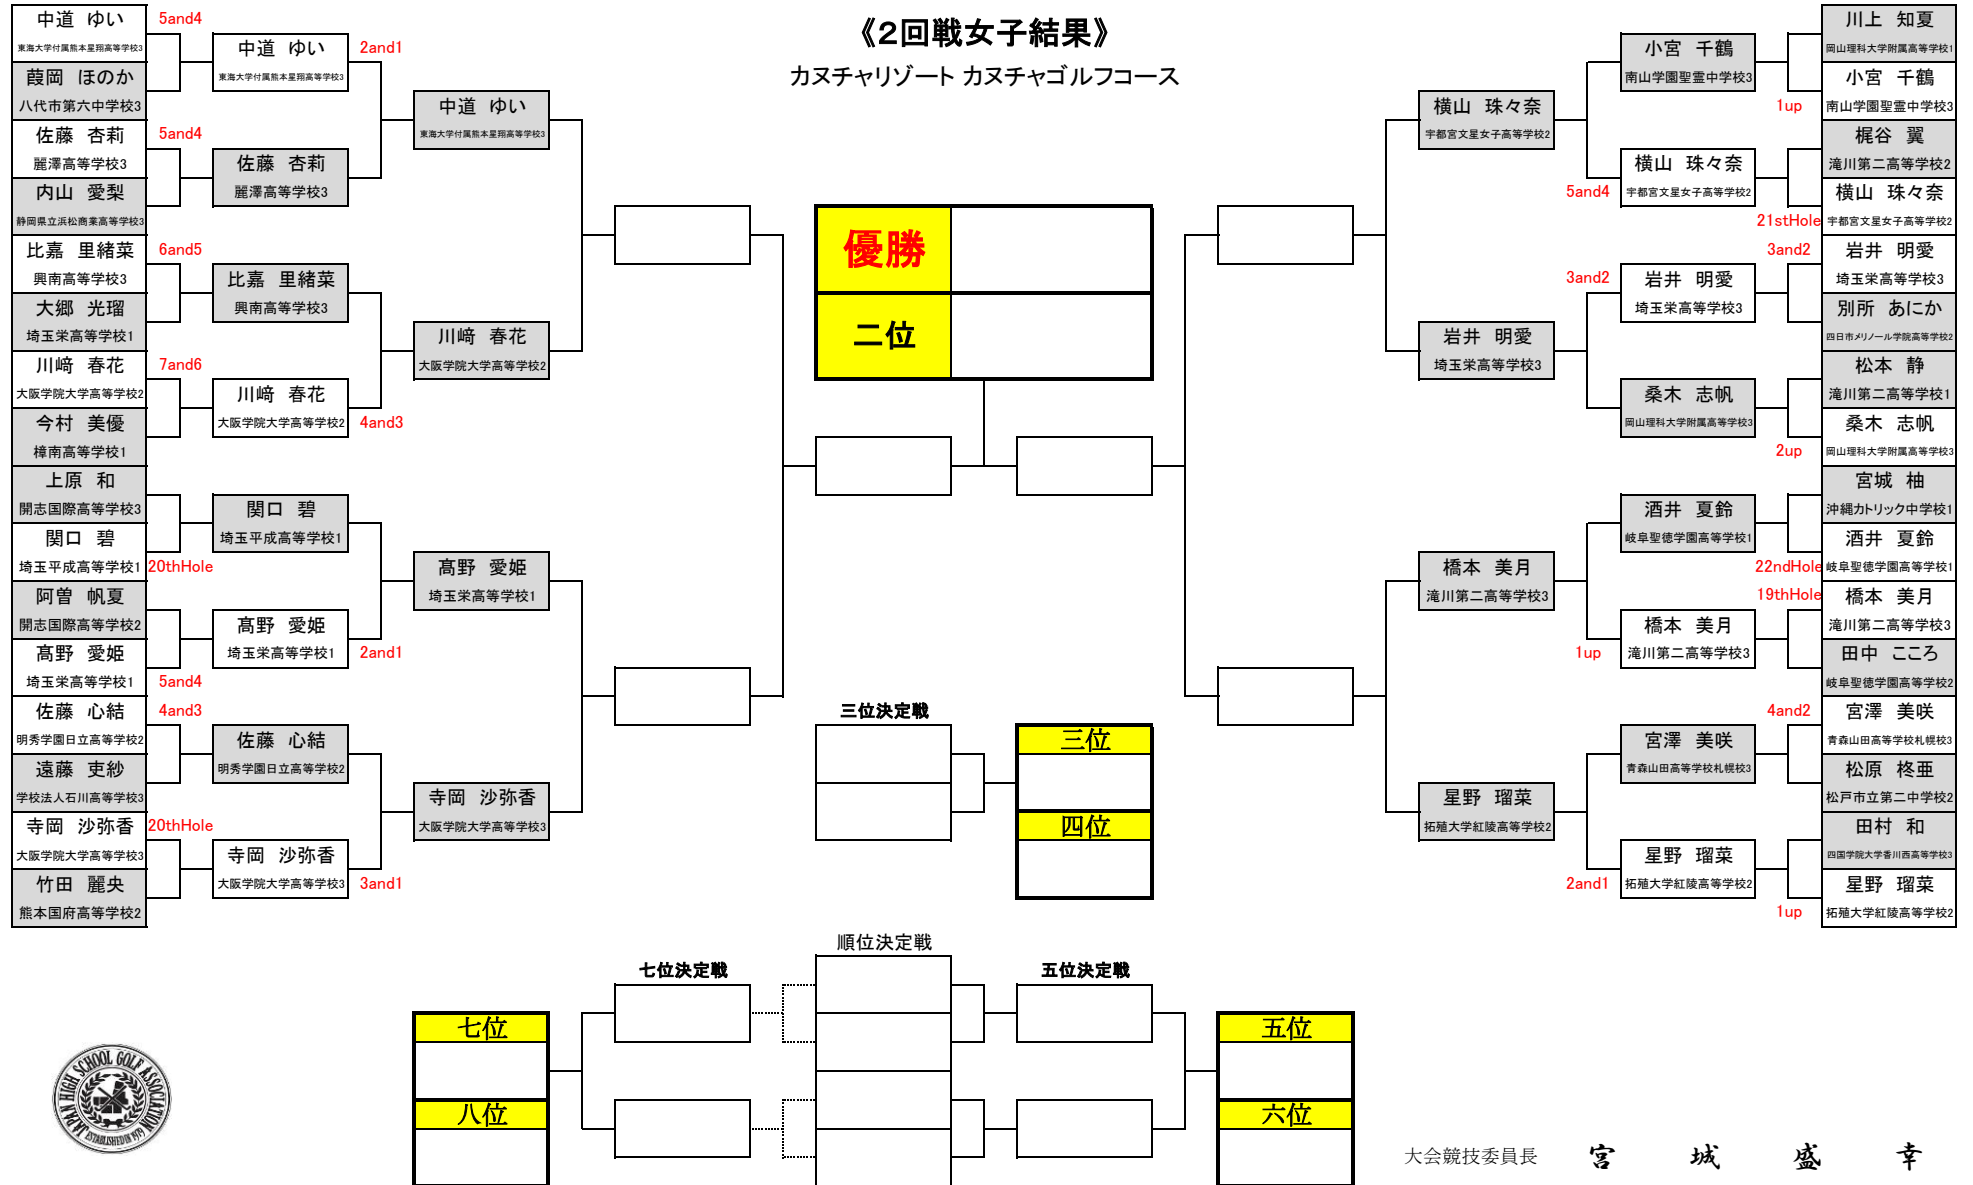 《2回戦女子結果》
カヌチャリゾート カヌチャゴルフコース
中道 ゆい
東海大学付属熊本星翔高等学校3
5and4
葭岡 ほのか
八代市第六中学校3
佐藤 杏莉
麗澤高等学校3
5and4
内山 愛梨
静岡県立浜松商業高等学校3
比嘉 里緒菜
興南高等学校3
6and5
大郷 光瑠
埼玉栄高等学校1
川﨑 春花
大阪学院大学高等学校2
7and6
今村 美優
樟南高等学校1
上原 和
開志国際高等学校3
関口 碧
埼玉平成高等学校1
20thHole
阿曽 帆夏
開志国際高等学校2
髙野 愛姫
埼玉栄高等学校1
5and4
佐藤 心結
明秀学園日立高等学校2
4and3
遠藤 吏紗
学校法人石川高等学校3
寺岡 沙弥香
大阪学院大学高等学校3
20thHole
竹田 麗央
熊本国府高等学校2
中道 ゆい
東海大学付属熊本星翔高等学校3
2and1
佐藤 杏莉
麗澤高等学校3
比嘉 里緒菜
興南高等学校3
川﨑 春花
大阪学院大学高等学校2
4and3
関口 碧
埼玉平成高等学校1
髙野 愛姫
埼玉栄高等学校1
2and1
佐藤 心結
明秀学園日立高等学校2
寺岡 沙弥香
大阪学院大学高等学校3
3and1
中道 ゆい
東海大学付属熊本星翔高等学校3
川﨑 春花
大阪学院大学高等学校2
髙野 愛姫
埼玉栄高等学校1
寺岡 沙弥香
大阪学院大学高等学校3
優勝
二位
三位決定戦
三位
四位
横山 珠々奈
宇都宮文星女子高等学校2
岩井 明愛
埼玉栄高等学校3
橋本 美月
滝川第二高等学校3
星野 瑠菜
拓殖大学紅陵高等学校2
小宮 千鶴
南山学園聖霊中学校3
横山 珠々奈
宇都宮文星女子高等学校2
5and4
岩井 明愛
埼玉栄高等学校3
3and2
桑木 志帆
岡山理科大学附属高等学校3
酒井 夏鈴
岐阜聖徳学園高等学校1
橋本 美月
滝川第二高等学校3
1up
宮澤 美咲
青森山田高等学校札幌校3
星野 瑠菜
拓殖大学紅陵高等学校2
2and1
川上 知夏
岡山理科大学附属高等学校1
小宮 千鶴
南山学園聖霊中学校3
1up
梶谷 翼
滝川第二高等学校2
横山 珠々奈
宇都宮文星女子高等学校2
21stHole
岩井 明愛
埼玉栄高等学校3
3and2
別所 あにか
四日市メリノール学院高等学校2
松本 静
滝川第二高等学校1
桑木 志帆
岡山理科大学附属高等学校3
2up
宮城 柚
沖縄カトリック中学校1
酒井 夏鈴
岐阜聖徳学園高等学校1
22ndHole
橋本 美月
滝川第二高等学校3
19thHole
田中 こころ
岐阜聖徳学園高等学校2
宮澤 美咲
青森山田高等学校札幌校3
4and2
松原 柊亜
松戸市立第二中学校2
田村 和
四国学院大学香川西高等学校3
星野 瑠菜
拓殖大学紅陵高等学校2
1up
順位決定戦
七位決定戦
五位決定戦
七位
八位
五位
六位
JAPAN HIGH SCHOOL GOLF ASSOCIATION
ESTABLISHED IN 1979
大会競技委員長 宮 城 盛 幸